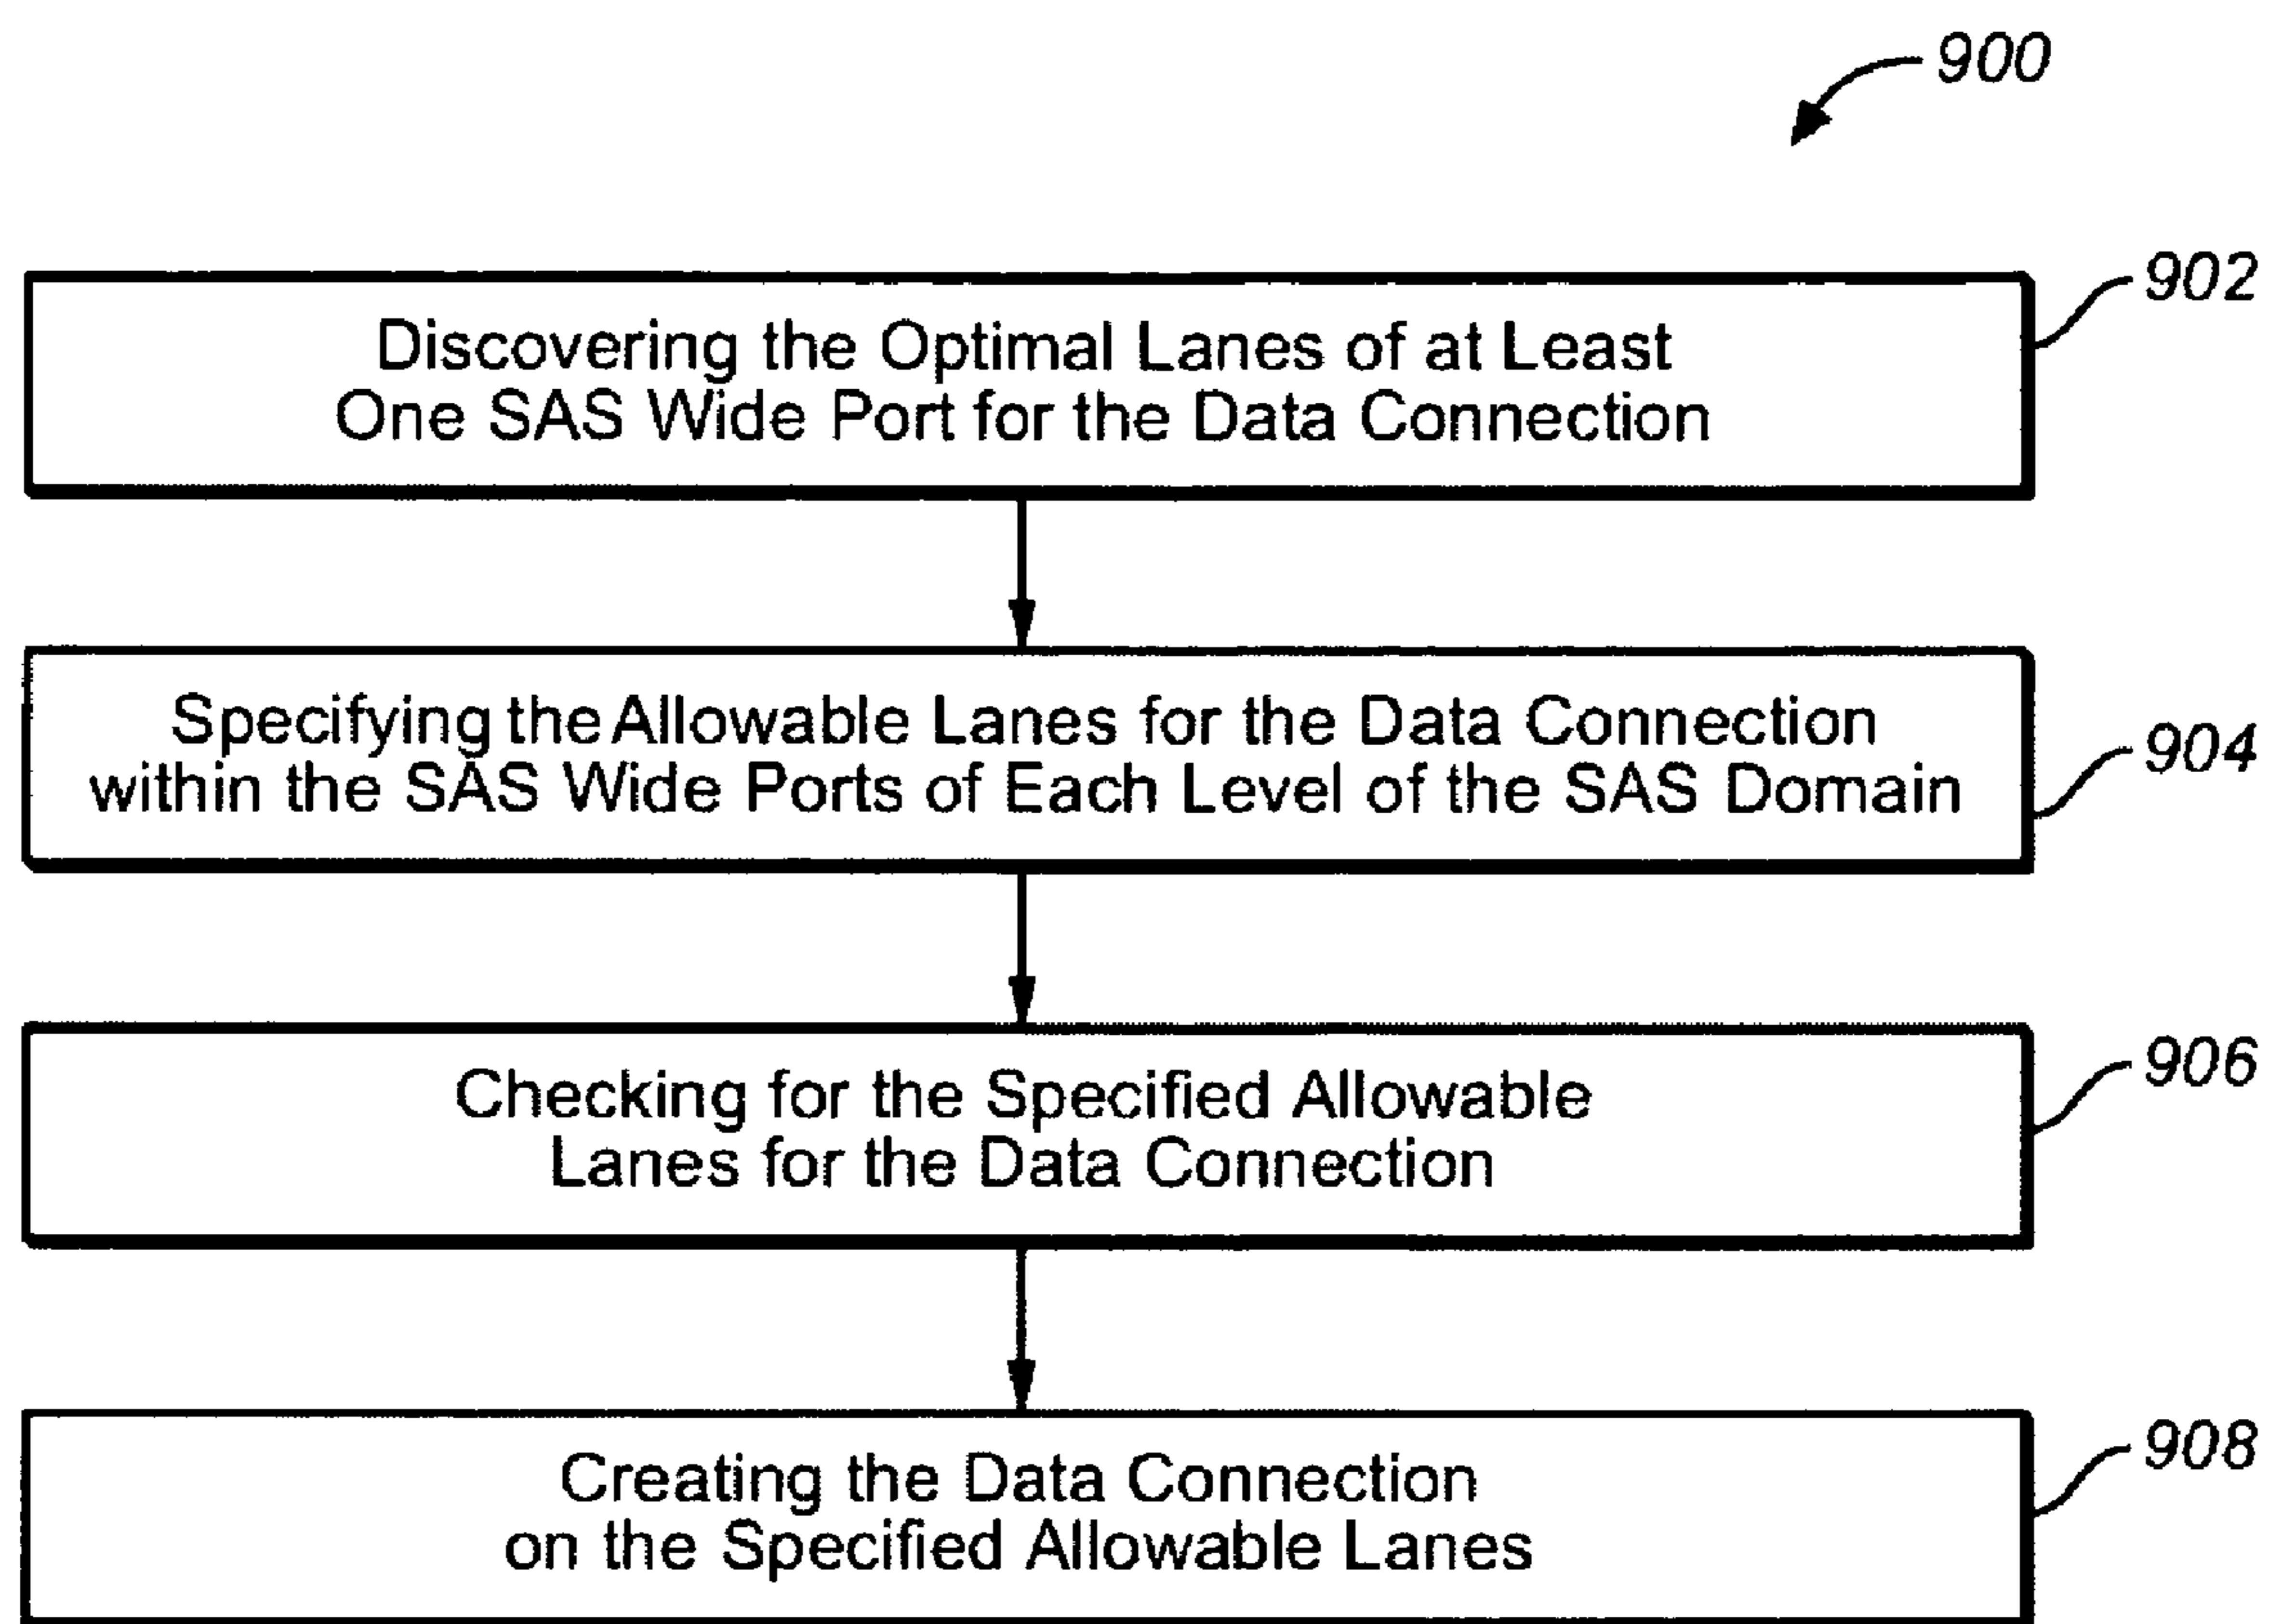 900
902
Discovering the Optimal Lanes of at Least
One SAS Wide Port for the Data Connection
Specifying the Allowable Lanes for the Data Connection
within the SAS Wide Ports of Each Level of the SAS Domain
904
Checking for the Specified Allowable
Lanes for the Data Connection
906
Creating the Data Connection
on the Specified Allowable Lanes
908